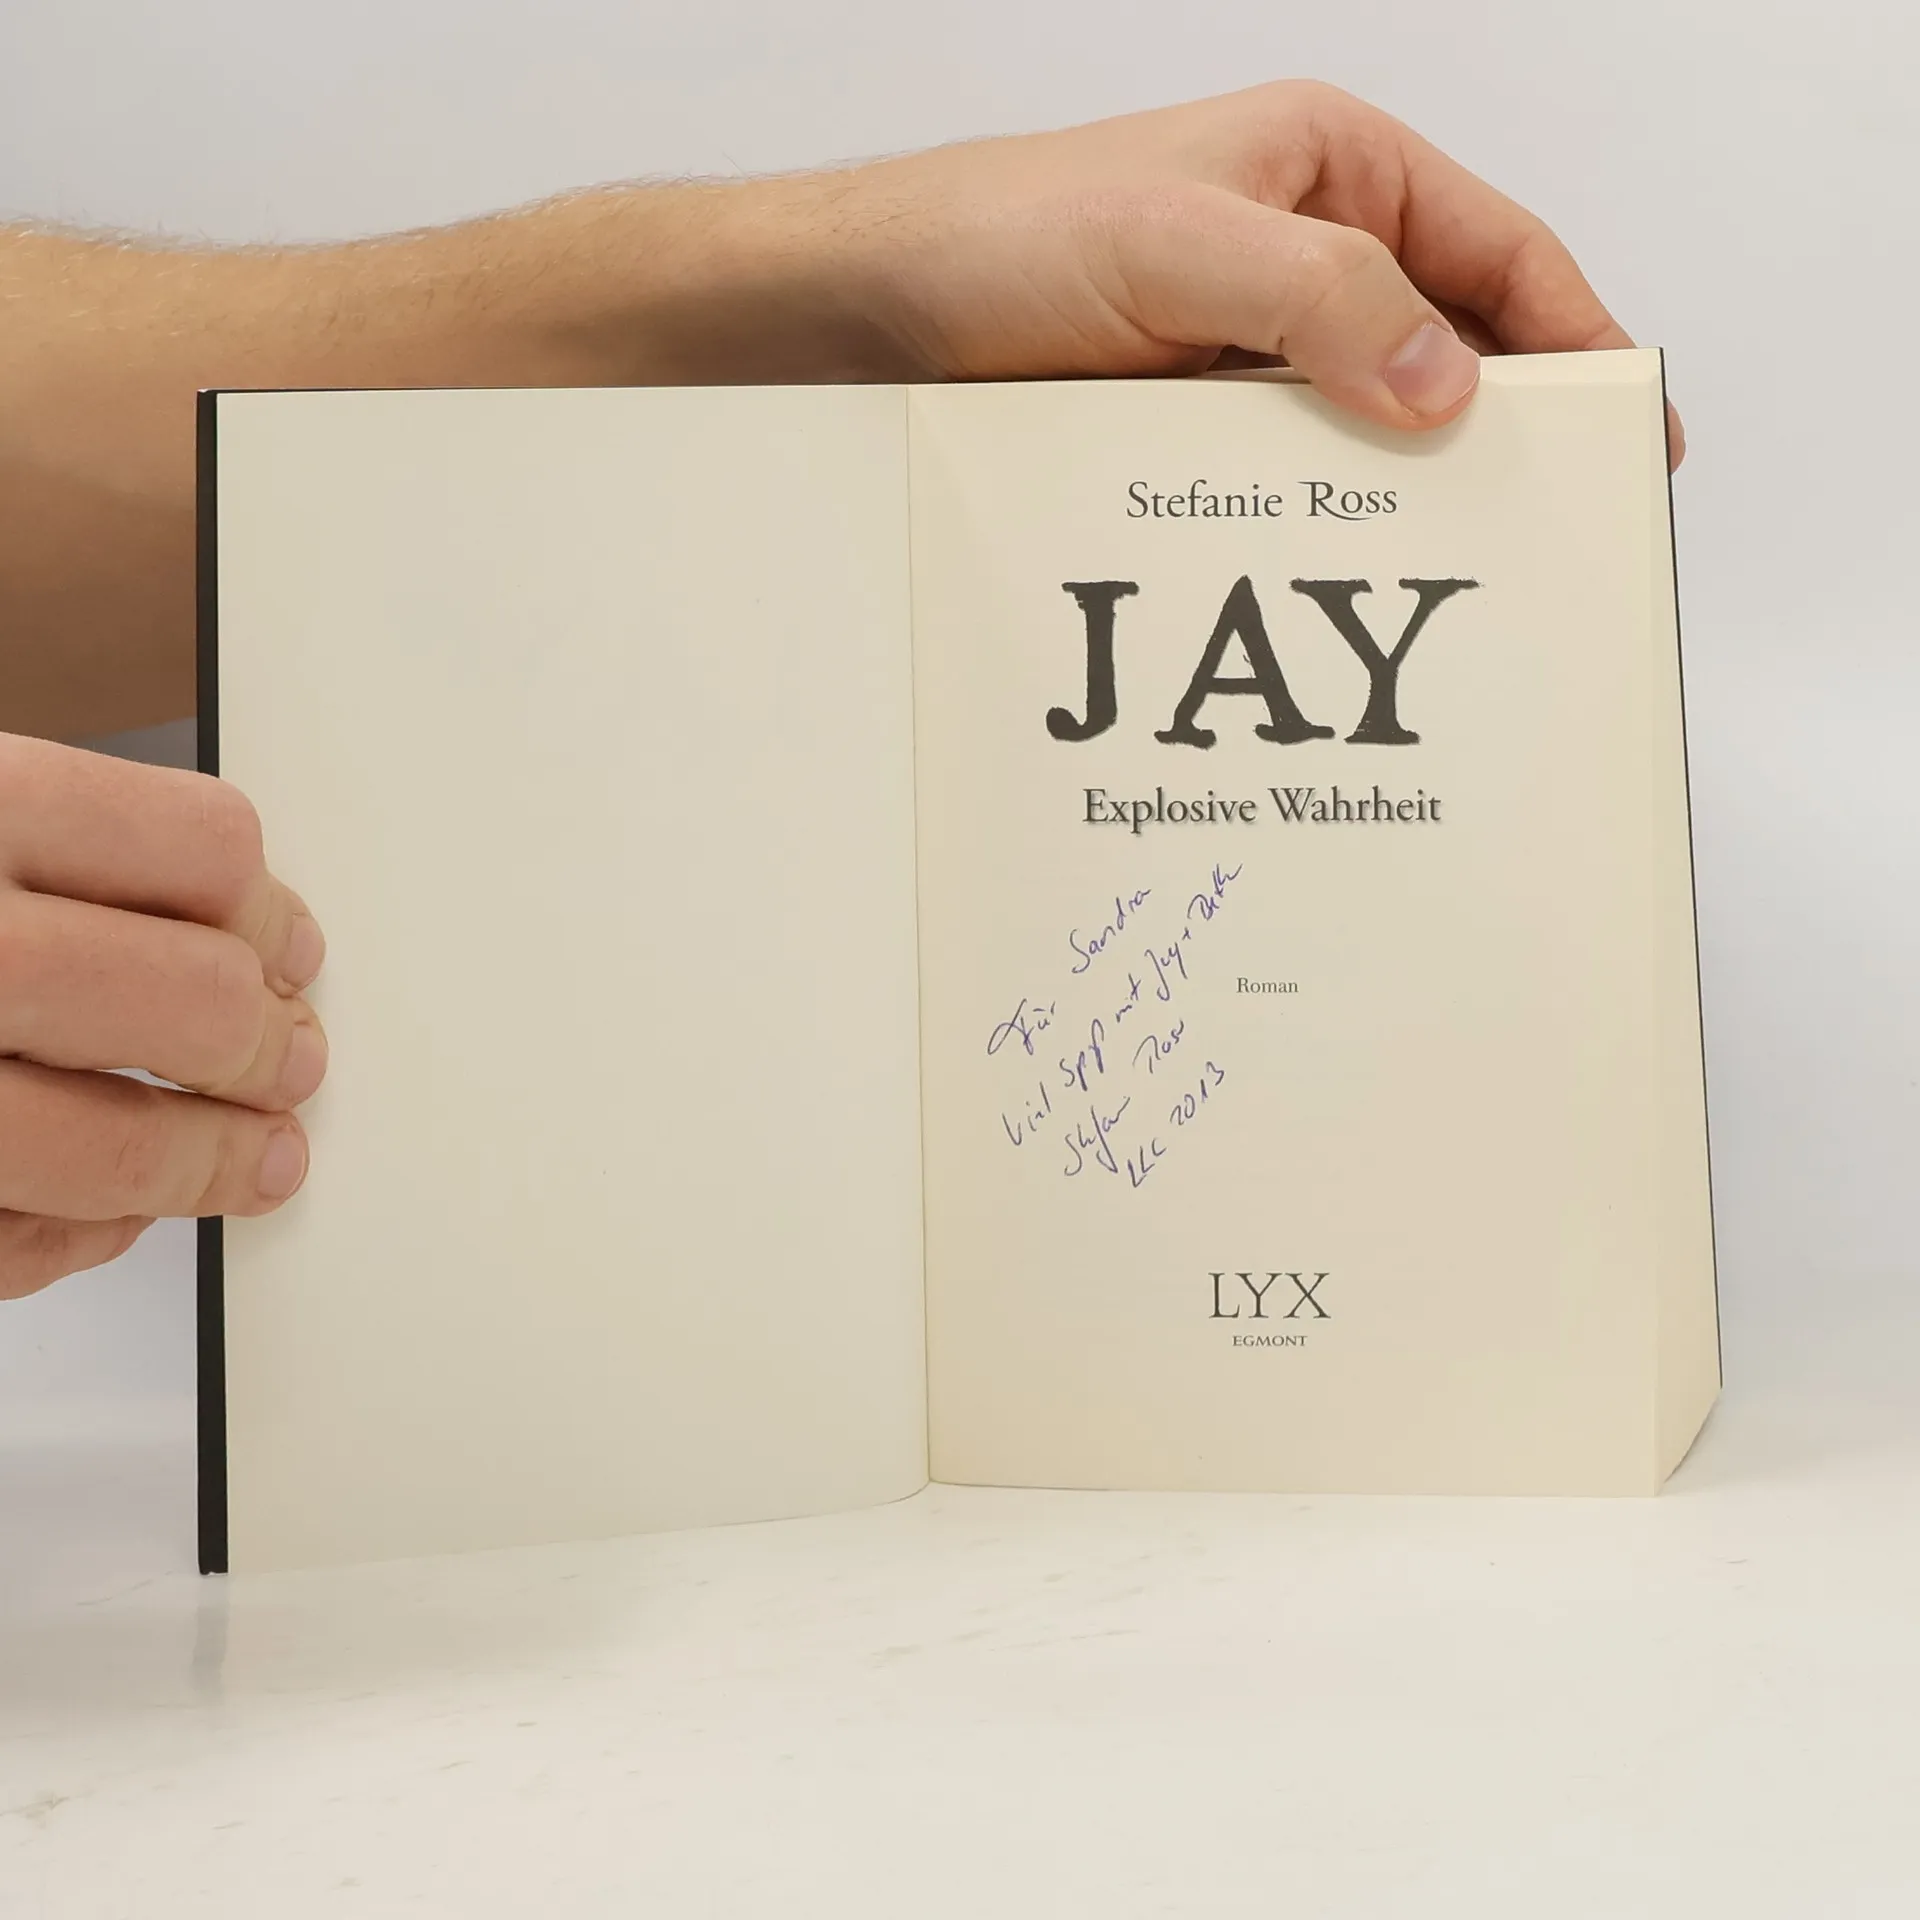 Stefanie Ross
JAY
Explosive Wahrheit
Für Sandra
Viel Spaß mit Jay + Beth
Stefanie Ross
LLC 2013
Roman
LYX
EGMONT